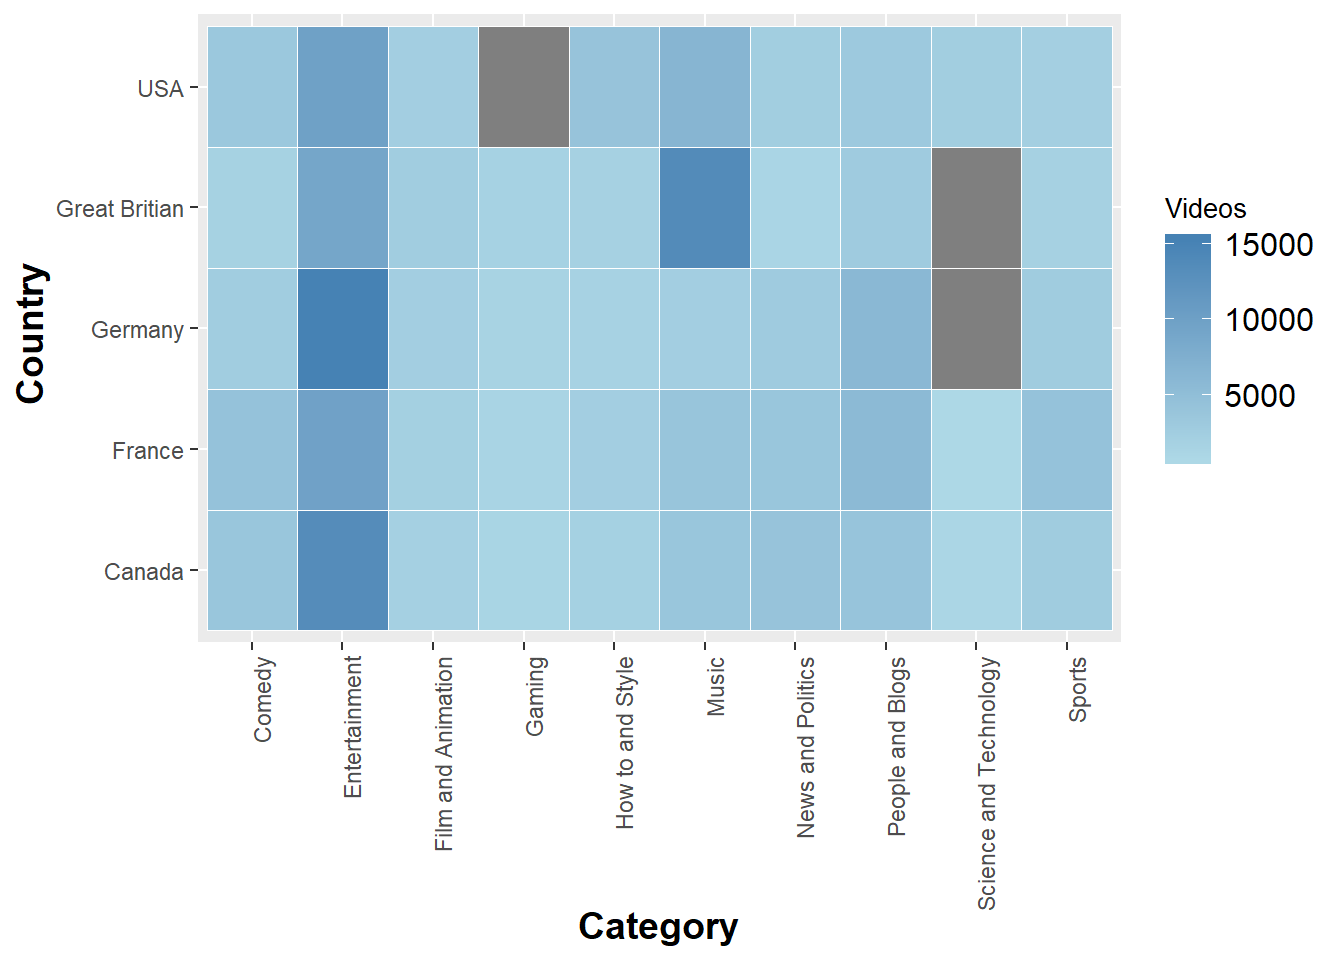 USA
Great Britian
Germany
France
Canada
Country
Comedy
Entertainment
Film and Animation
Gaming
How to and Style
Music
News and Politics
People and Blogs
Science and Technology
Sports
Category
Videos
15000
10000
5000